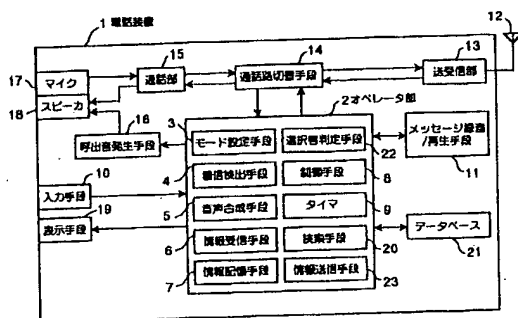 1 電話装置
12
15
14
13
17
マイク
通話部
通話路切替手段
送受信部
18
スピーカ
2オペレータ部
16
3
モード設定手段
選択者判定手段
22
メッセージ録音
/再生手段
11
呼出音発生手段
10
入力手段
4
着信検出手段
制御手段
8
19
表示手段
5
音声合成手段
タイマ
9
6
情報受信手段
検索手段
20
データベース
21
7
情報記憶手段
情報送信手段
23